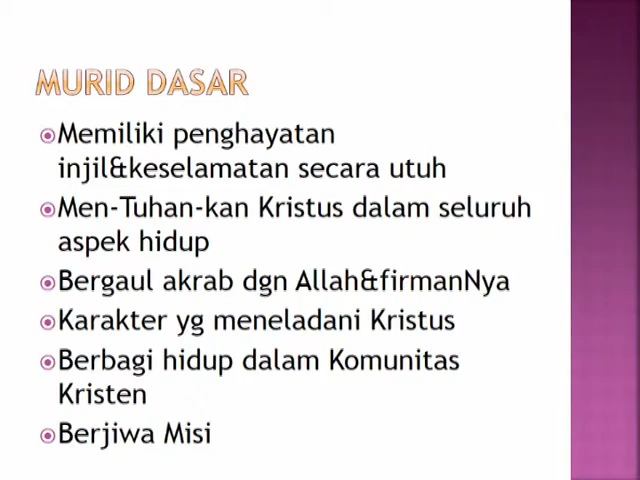 MURID DASAR
Memiliki penghayatan
injil&keselamatan secara utuh
Men-Tuhan-kan Kristus dalam seluruh
aspek hidup
Bergaul akrab dgn Allah&firmanNya
Karakter yg meneladani Kristus
Berbagi hidup dalam Komunitas
Kristen
Berjiwa Misi